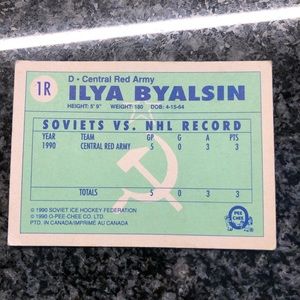 1R
D • Central Red Army
ILYA BYALSIN
HEIGHT: 5' 9" WEIGHT: 180 DOB: 4-15-64
SOVIETS VS. NHL RECORD
YEAR TEAM GP G A PTS
1990 CENTRAL RED ARMY 5 0 3 3
TOTALS 5 0 3 3
© 1990 SOVIET ICE HOCKEY FEDERATION
© 1990 O-PEE-CHEE CO. LTD.
PTD. IN CANADA/IMPRIMÉ AU CANADA
O PEE CHEE